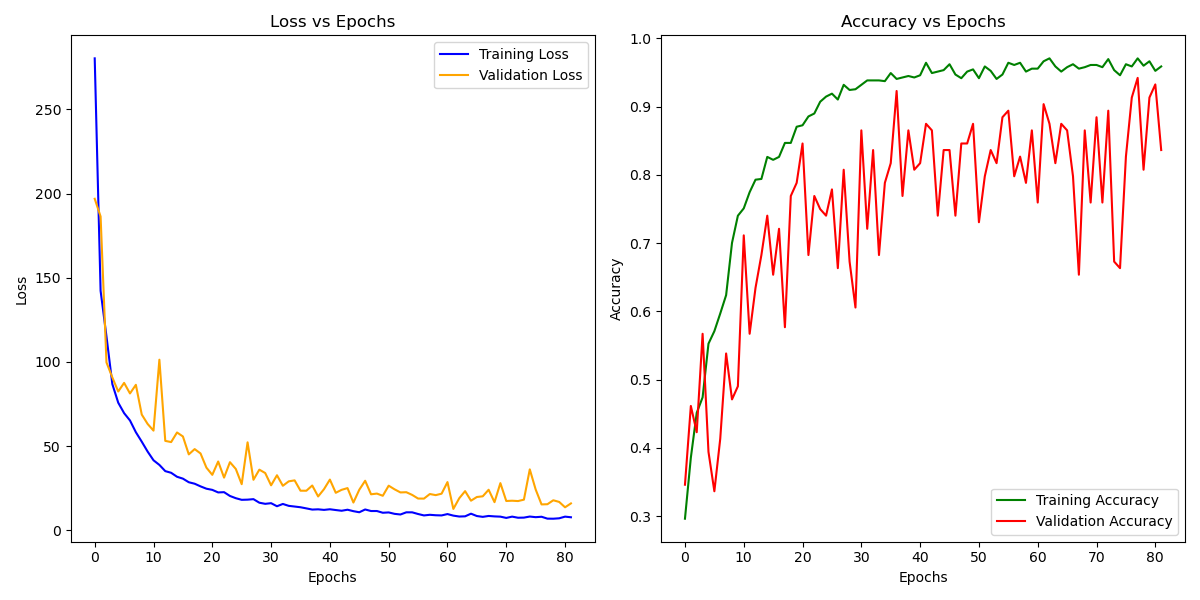 Loss vs Epochs
Training Loss
Validation Loss
250
200
150
100
50
0
Loss
0 10 20 30 40 50 60 70 80
Epochs
Accuracy vs Epochs
1.0
0.9
0.8
0.7
0.6
0.5
0.4
0.3
Accuracy
Training Accuracy
Validation Accuracy
0 10 20 30 40 50 60 70 80
Epochs